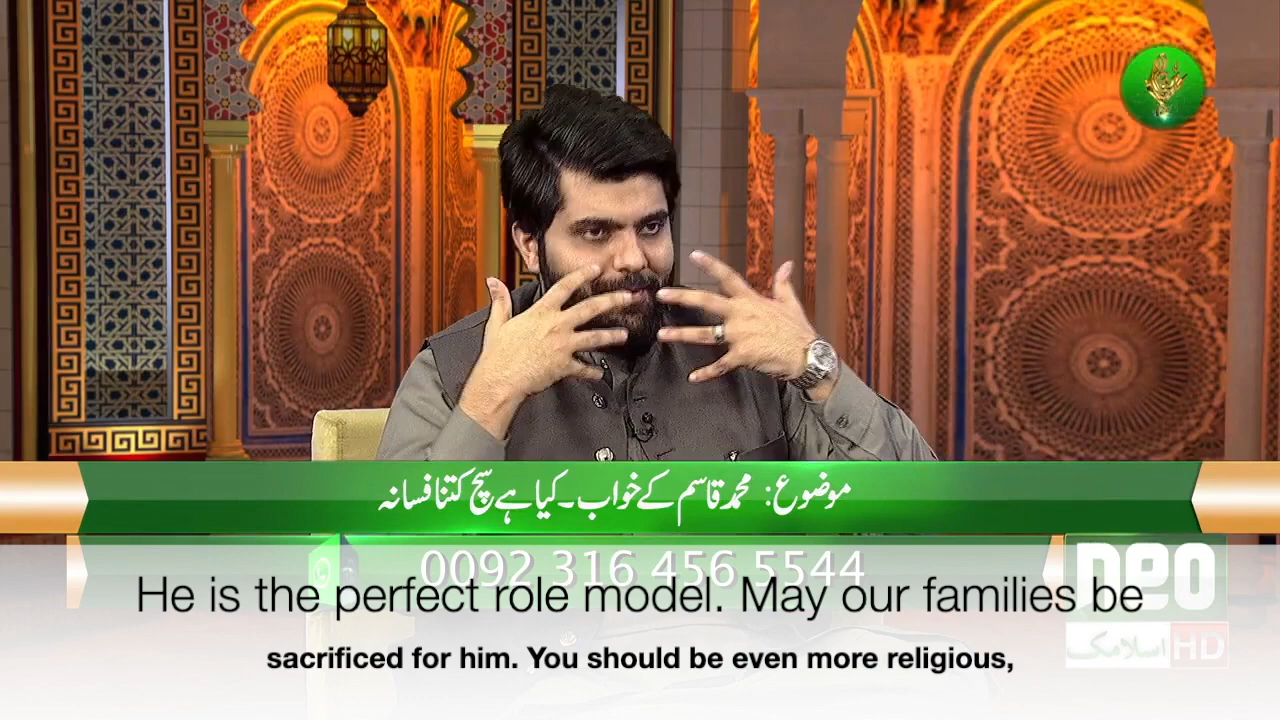 موضوع: محمد قاسم کے خواب۔ کیا ہے سچ کتنا فسانہ
0092 316 456 5544
neo
He is the perfect role model. May our families be
sacrificed for him. You should be even more religious,
اسلامک HD